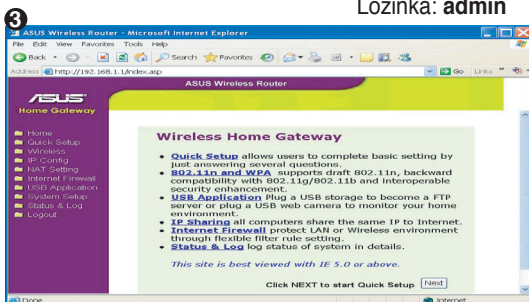 Lozinka: admin
3
ASUS Wireless Router - Microsoft Internet Explorer
File Edit View Favorites Tools Help
Back Search Favorites
Address http://192.168.1.1/index.asp Go Links
ASUS Wireless Router
ASUS
Home Gateway
Home
Quick Setup
Wireless
IP Config
NAT Setting
Internet Firewall
USB Application
System Setup
Status & Log
Logout
Wireless Home Gateway
Quick Setup allows users to complete basic setting by
just answering several questions.
802.11n and WPA supports draft 802.11n, backward
compatibility with 802.11g/802.11b and interoperable
security enhancement.
USB Application Plug a USB storage to become a FTP
server or plug a USB web camera to monitor your home
environment.
IP Sharing all computers share the same IP to Internet.
Internet Firewall protect LAN or Wireless environment
through flexible filter rule setting.
Status & Log log status of system in details.
This site is best viewed with IE 5.0 or above.
Click NEXT to start Quick Setup Next
Done Internet